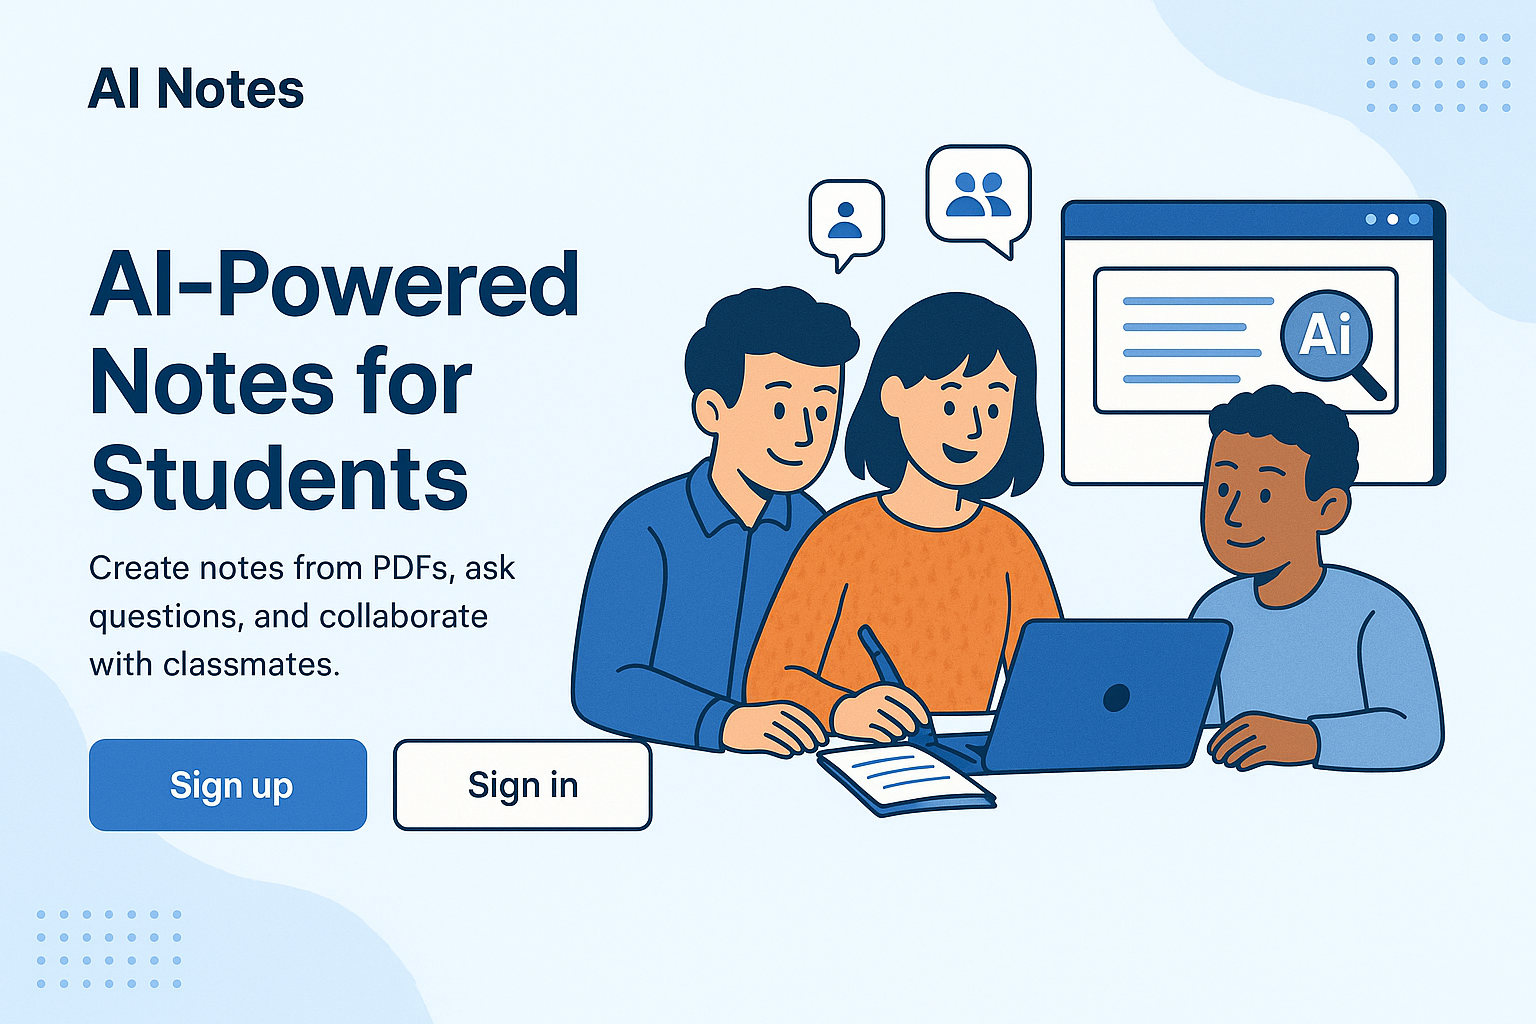 AI Notes
AI-Powered
Notes for
Students
Create notes from PDFs, ask
questions, and collaborate
with classmates.
Sign up
Sign in
Ai